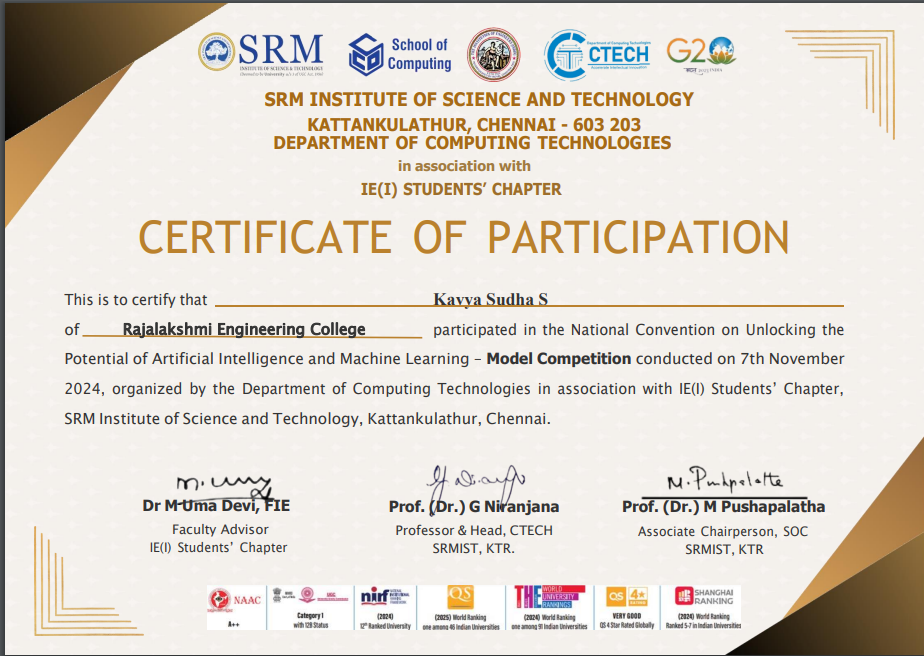 SRM
INSTITUTE OF SCIENCE & TECHNOLOGY
School of
Computing
Department of Computing Technologies
CTECH
G20
SRM INSTITUTE OF SCIENCE AND TECHNOLOGY
KATTANKULATHUR, CHENNAI - 603 203
DEPARTMENT OF COMPUTING TECHNOLOGIES
in association with
IE(I) STUDENTS’ CHAPTER
CERTIFICATE OF PARTICIPATION
This is to certify that Kavya Sudha S
of Rajalakshmi Engineering College participated in the National Convention on Unlocking the
Potential of Artificial Intelligence and Machine Learning – Model Competition conducted on 7th November
2024, organized by the Department of Computing Technologies in association with IE(I) Students’ Chapter,
SRM Institute of Science and Technology, Kattankulathur, Chennai.
M. Pushpalatha
Dr M Uma Devi, FIE Prof. (Dr.) G Niranjana Prof. (Dr.) M Pushapalatha
Faculty Advisor Professor & Head, CTECH Associate Chairperson, SOC
IE(I) Students’ Chapter SRMIST, KTR. SRMIST, KTR
NAAC nirf QS THE WORLD UNIVERSITY RANKINGS QS 4★ SHANGHAI RANKING
A++
Category 1
with 12B Status
(2024)
12th Ranked University
(2025) World Ranking
one among 46 Indian Universities
(2024) World Ranking
one among 91 Indian Universities
VERY GOOD
QS 4 Star Rated Globally
(2024) World Ranking
Ranked 5-7 in Indian Universities